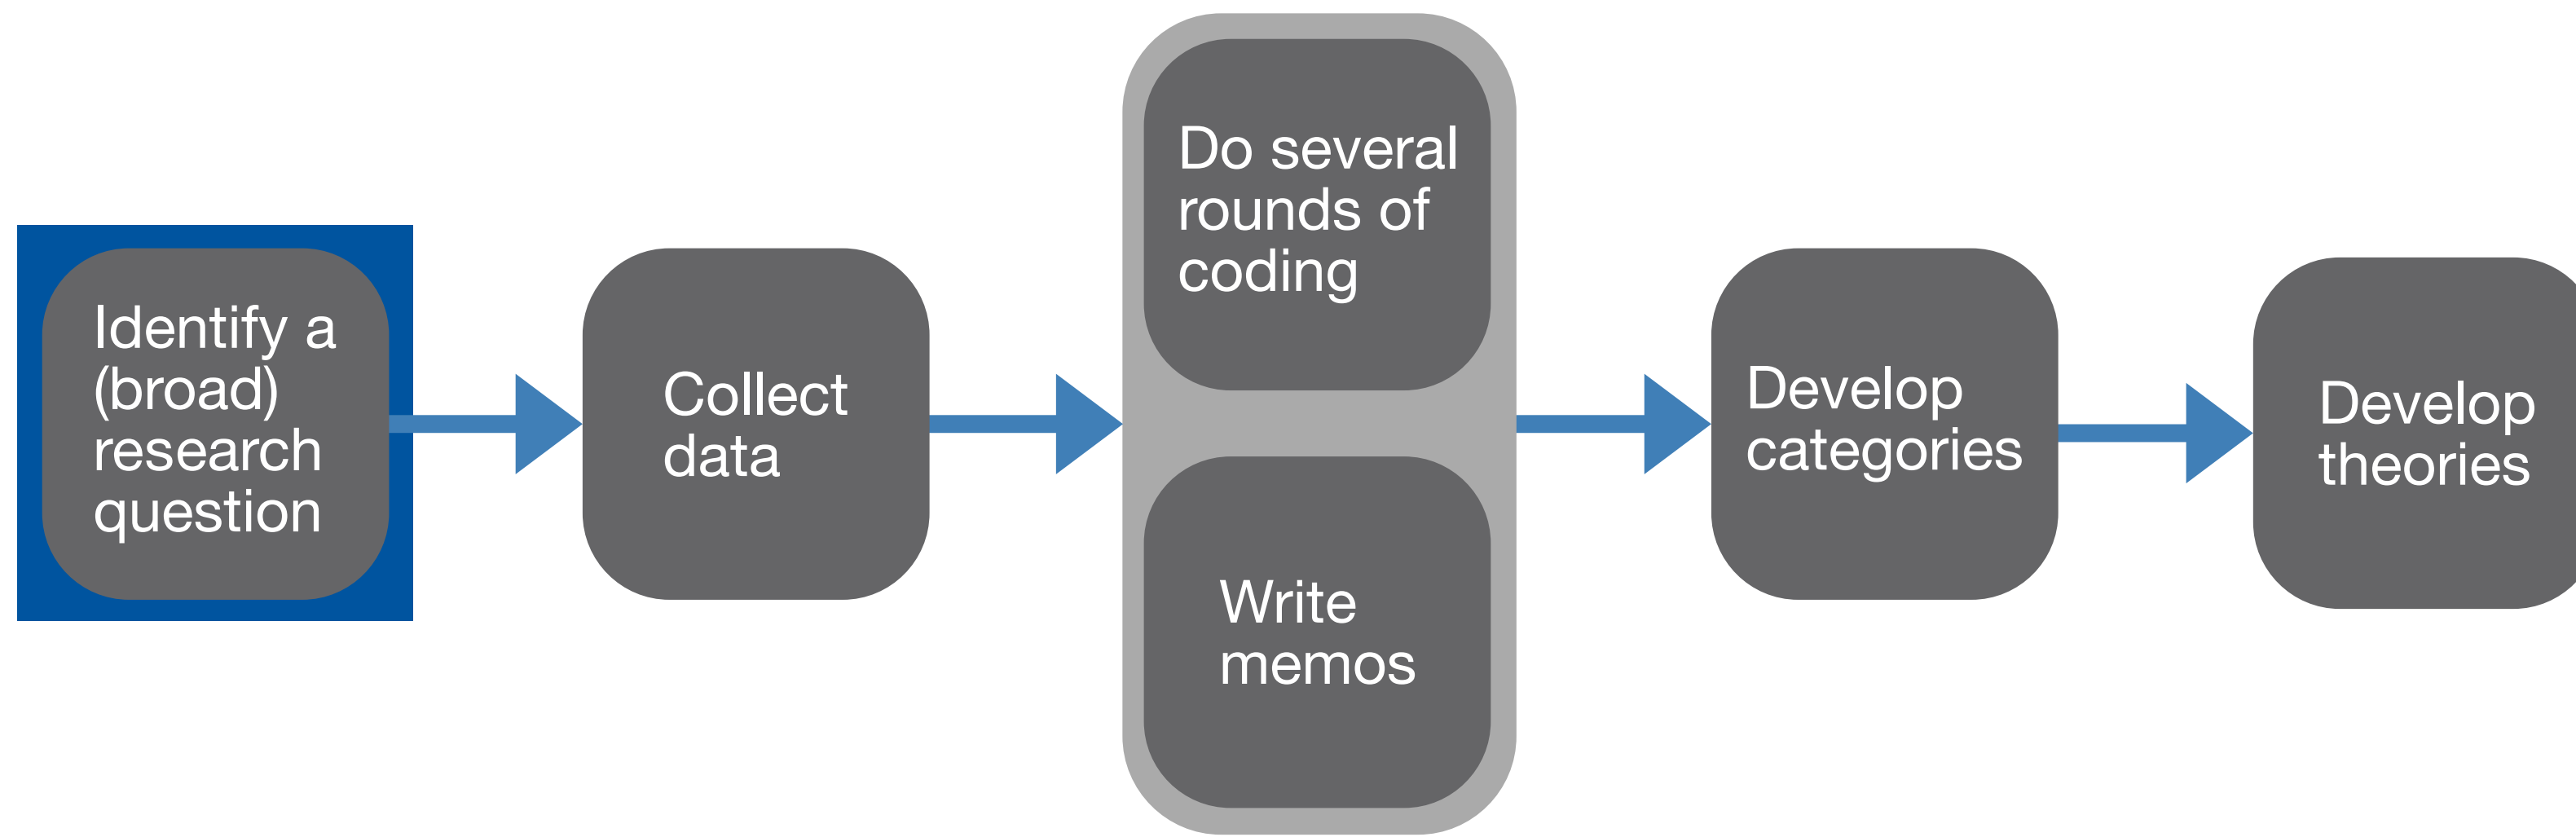 Identify a
(broad)
research
question
Collect
data
Do several
rounds of
coding
Write
memos
Develop
categories
Develop
theories